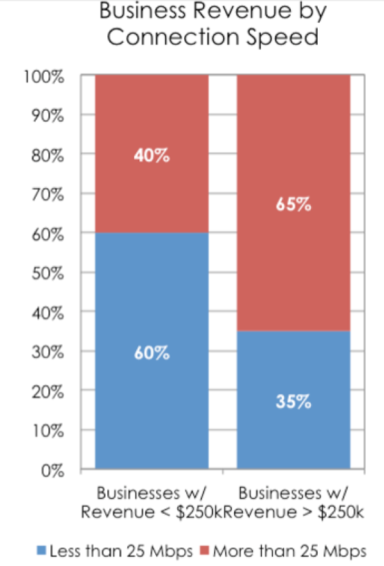 Business Revenue by
Connection Speed
100%
90%
80%
70%
60%
50%
40%
30%
20%
10%
0%
40%
60%
65%
35%
Businesses w/
Revenue < $250k
Businesses w/
Revenue > $250k
Less than 25 Mbps
More than 25 Mbps